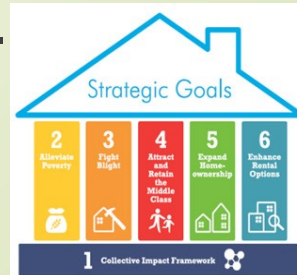 Strategic Goals
2
Alleviate
Poverty
3
Fight
Blight
4
Attract
and
Retain
the
Middle
Class
5
Expand
Home-
ownership
6
Enhance
Rental
Options
1 Collective Impact Framework